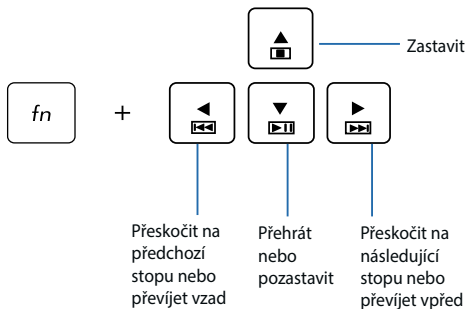 Zastavit
fn
+
Přeskočit na
předchozí
stopu nebo
převíjet vzad
Přehrát
nebo
pozastavit
Přeskočit na
následující
stopu nebo
převíjet vpřed